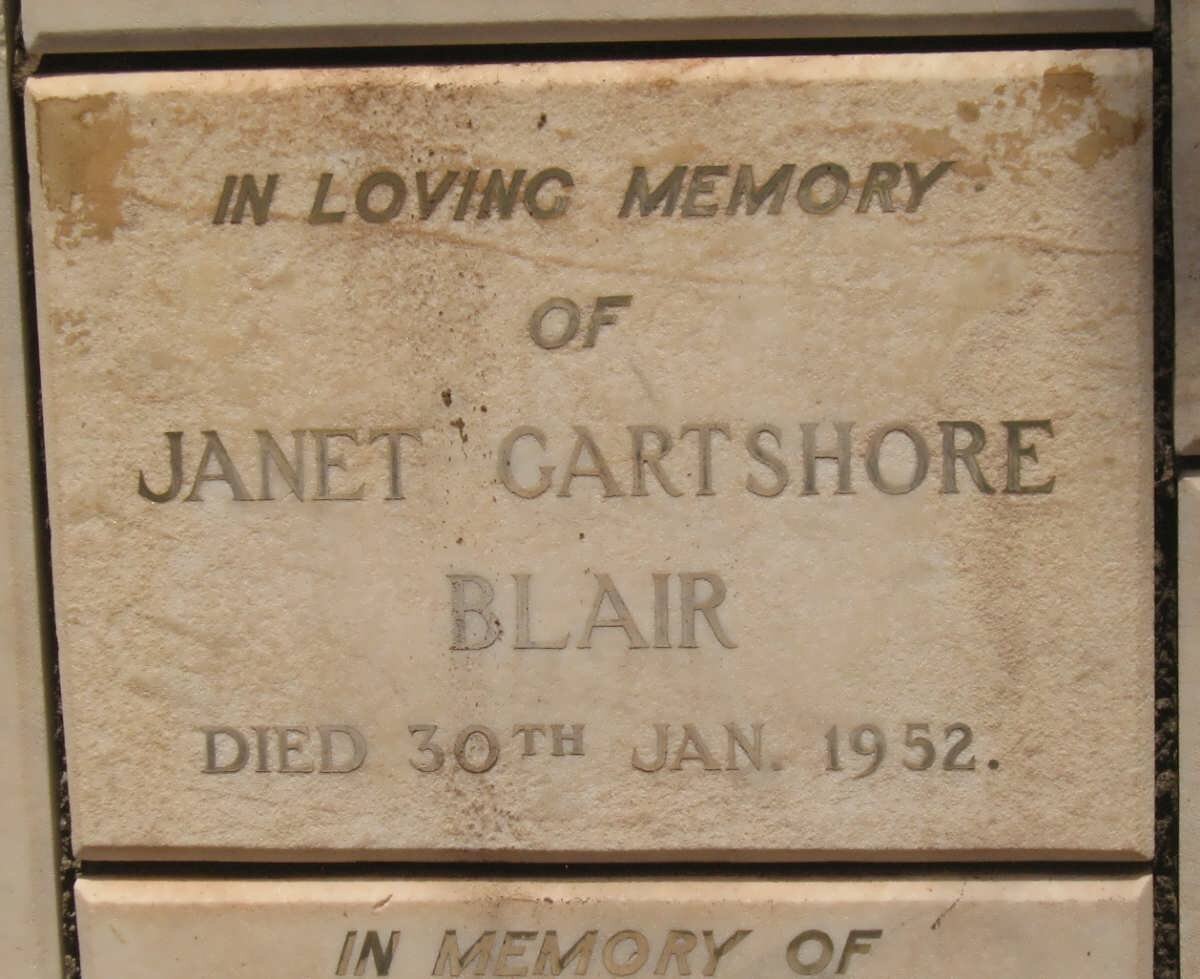 IN LOVING MEMORY
OF
JANET GARTSHORE
BLAIR
DIED 30TH JAN. 1952.
IN MEMORY OF